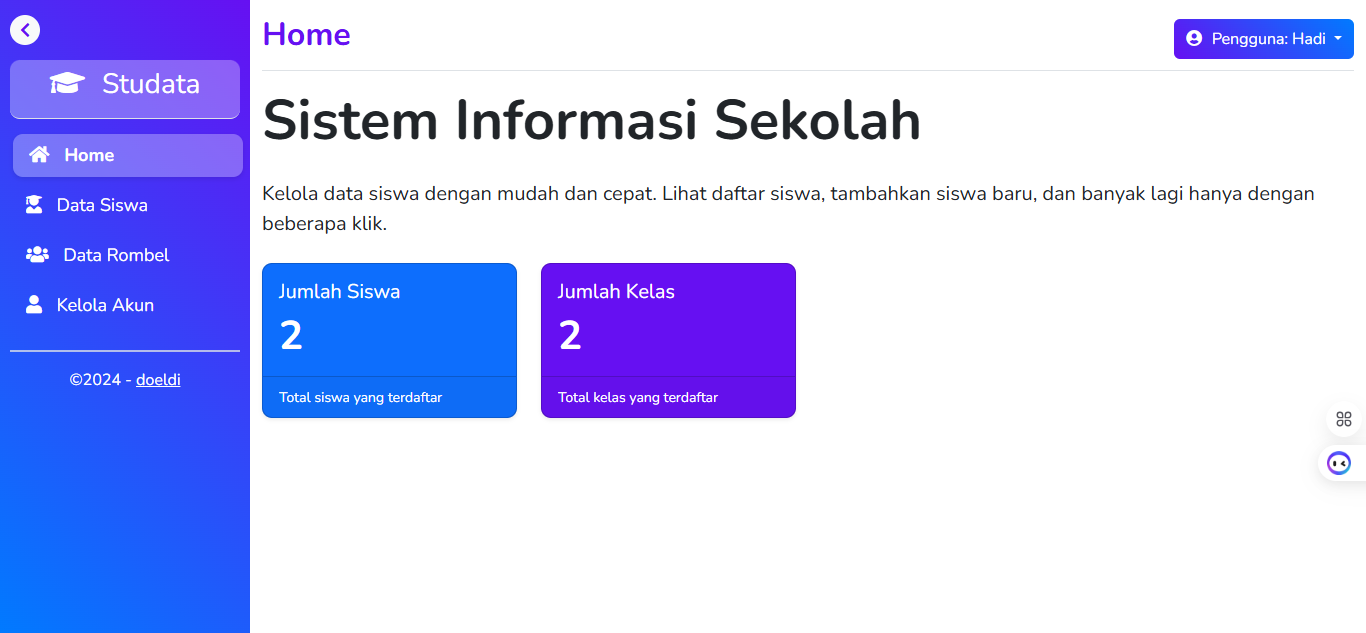 Studata
Home
Data Siswa
Data Rombel
Kelola Akun
©2024 - doeldi
Home
Pengguna: Hadi
Sistem Informasi Sekolah
Kelola data siswa dengan mudah dan cepat. Lihat daftar siswa, tambahkan siswa baru, dan banyak lagi hanya dengan
beberapa klik.
Jumlah Siswa
2
Total siswa yang terdaftar
Jumlah Kelas
2
Total kelas yang terdaftar